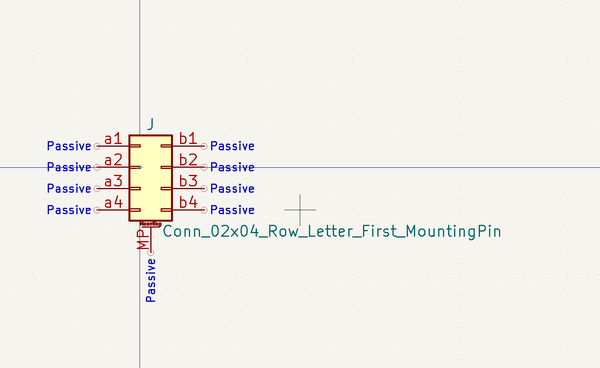 J
Passive a1 b1 Passive
Passive a2 b2 Passive
Passive a3 b3 Passive
Passive a4 b4 Passive
Mounting
MP
Conn_02x04_Row_Letter_First_MountingPin
Passive